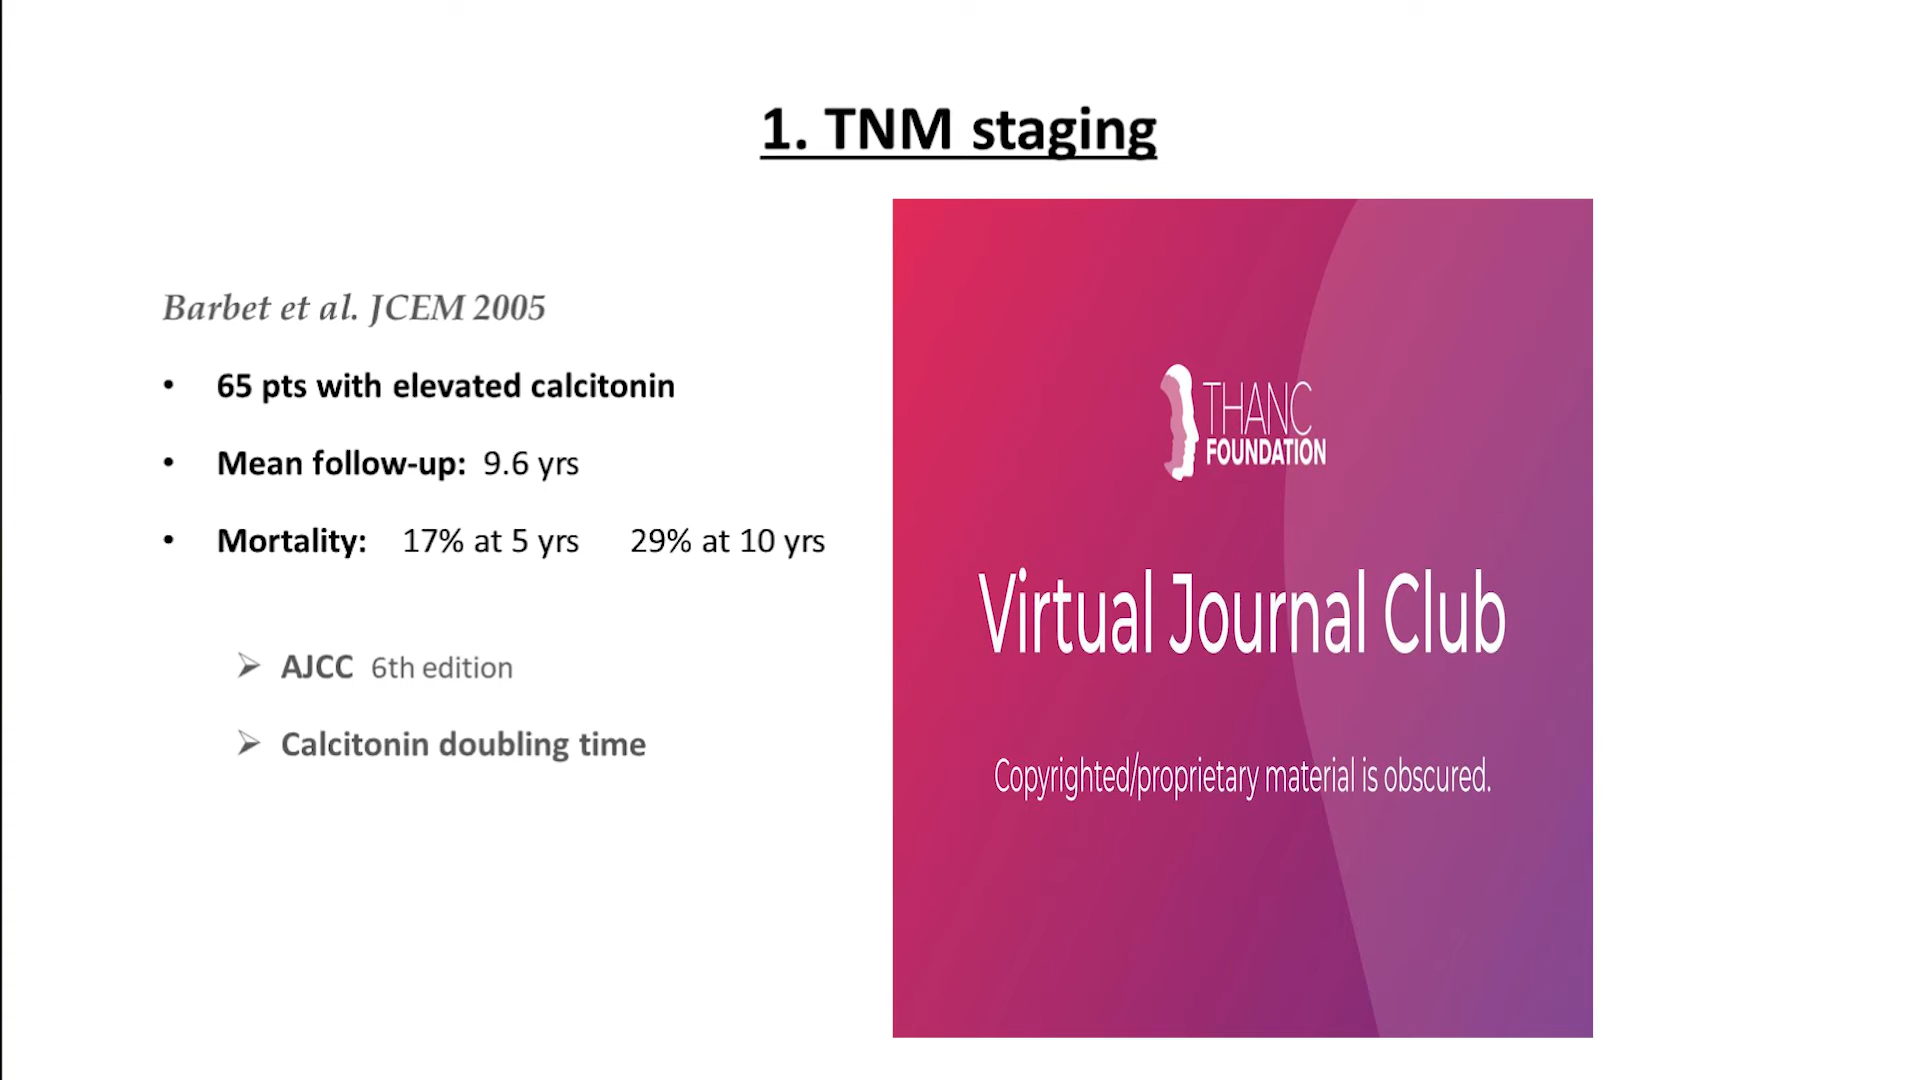 1. TNM staging
Barbet et al. JCEM 2005
• 65 pts with elevated calcitonin
• Mean follow-up: 9.6 yrs
• Mortality: 17% at 5 yrs 29% at 10 yrs
➢ AJCC 6th edition
➢ Calcitonin doubling time
THANC
FOUNDATION
Virtual Journal Club
Copyrighted/proprietary material is obscured.